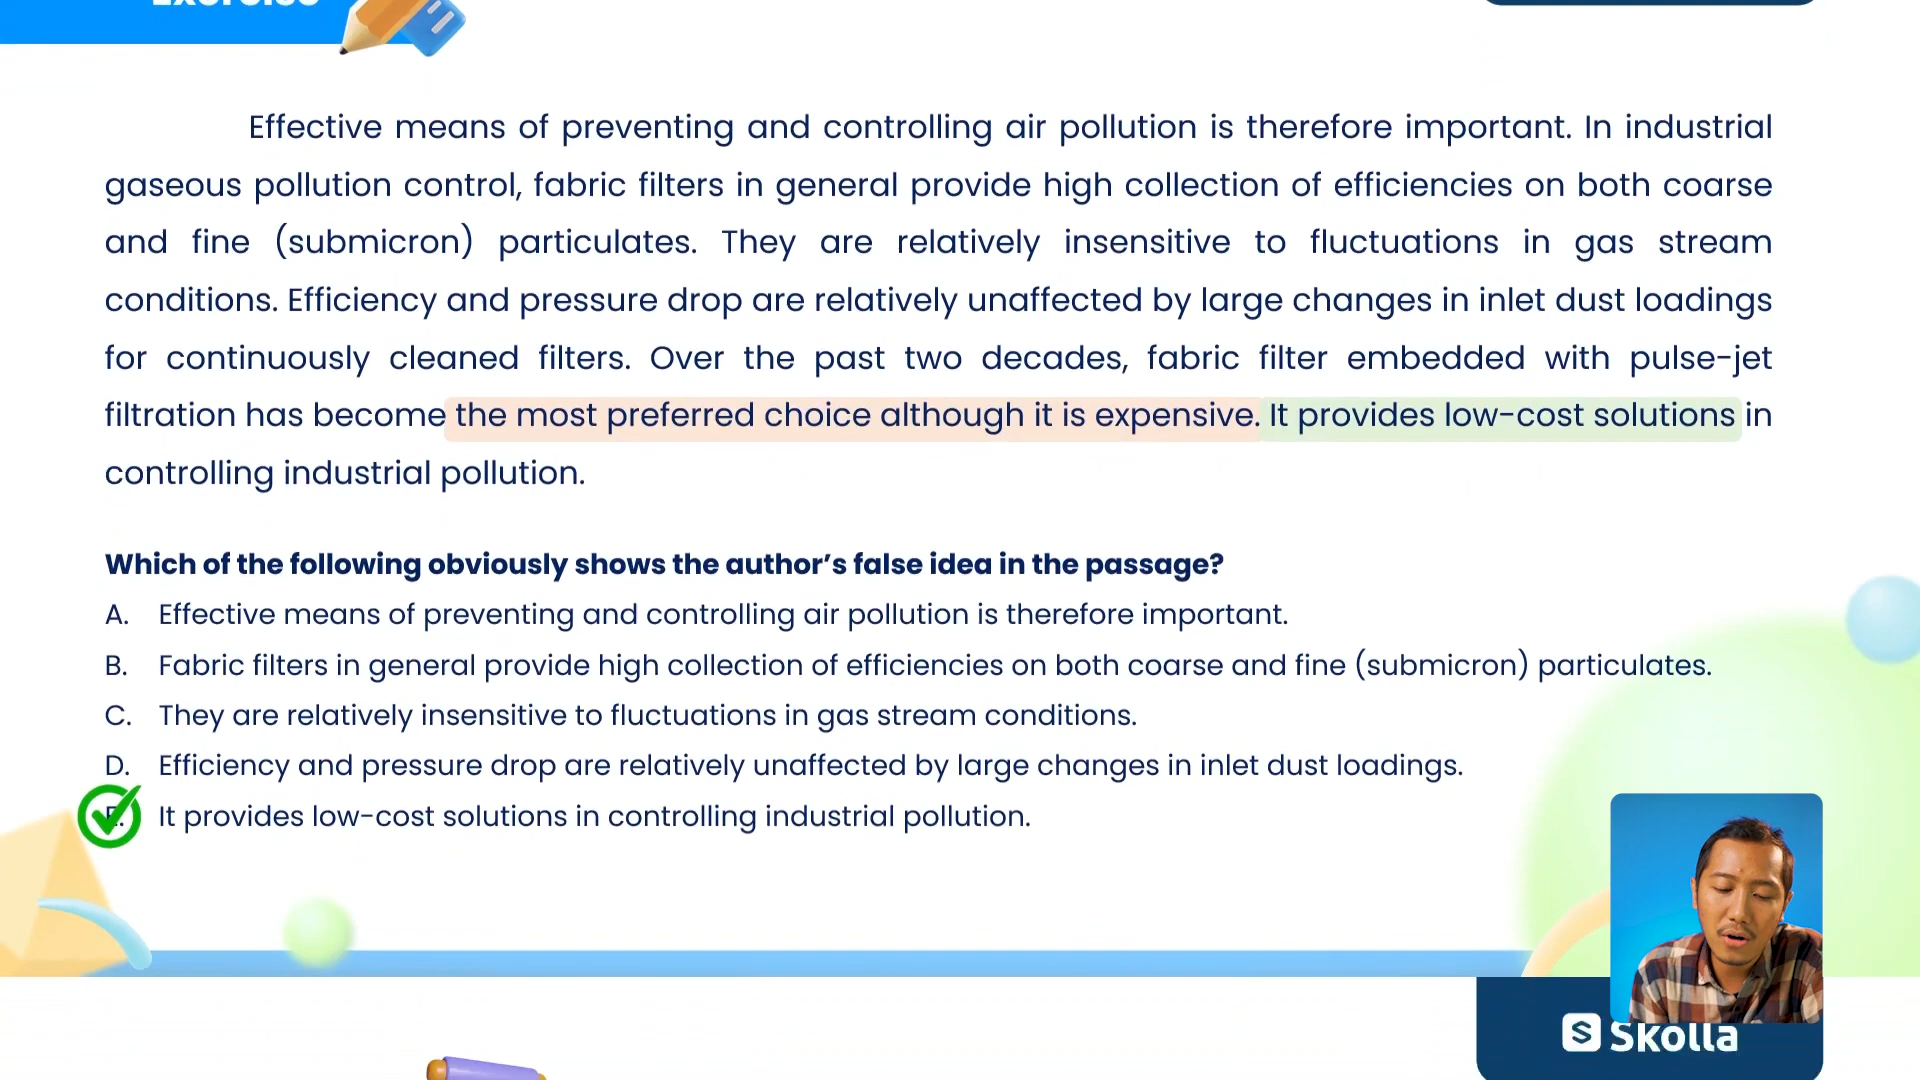 Exercise
Effective means of preventing and controlling air pollution is therefore important. In industrial
gaseous pollution control, fabric filters in general provide high collection of efficiencies on both coarse
and fine (submicron) particulates. They are relatively insensitive to fluctuations in gas stream
conditions. Efficiency and pressure drop are relatively unaffected by large changes in inlet dust loadings
for continuously cleaned filters. Over the past two decades, fabric filter embedded with pulse-jet
filtration has become the most preferred choice although it is expensive. It provides low-cost solutions in
controlling industrial pollution.
Which of the following obviously shows the author's false idea in the passage?
A. Effective means of preventing and controlling air pollution is therefore important.
B. Fabric filters in general provide high collection of efficiencies on both coarse and fine (submicron) particulates.
C. They are relatively insensitive to fluctuations in gas stream conditions.
D. Efficiency and pressure drop are relatively unaffected by large changes in inlet dust loadings.
E. It provides low-cost solutions in controlling industrial pollution.
Skolla